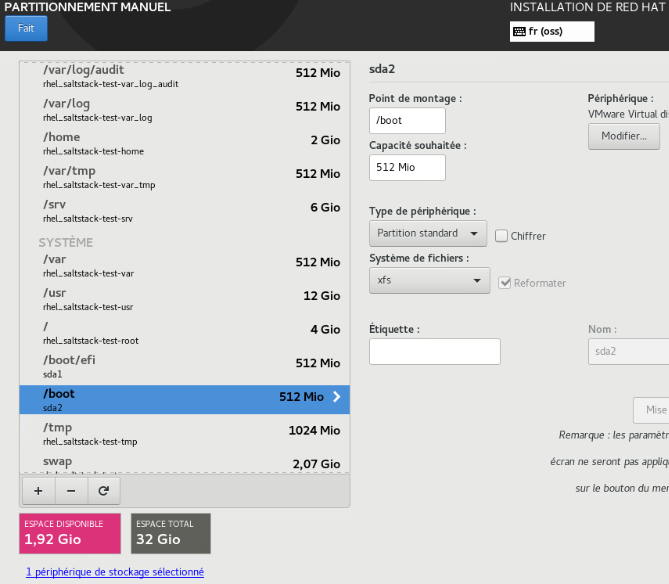 PARTITIONNEMENT MANUEL
INSTALLATION DE RED HAT
Fait
fr (oss)
/var/log/audit
512 Mio
rhel_saltstack-test-var_log_audit
/var/log
512 Mio
rhel_saltstack-test-var_log
/home
2 Gio
rhel_saltstack-test-home
/var/tmp
512 Mio
rhel_saltstack-test-var_tmp
/srv
6 Gio
rhel_saltstack-test-srv
SYSTÈME
/var
512 Mio
rhel_saltstack-test-var
/usr
12 Gio
rhel_saltstack-test-usr
/
4 Gio
rhel_saltstack-test-root
/boot/efi
512 Mio
sda1
/boot
512 Mio
sda2
/tmp
1024 Mio
rhel_saltstack-test-tmp
swap
2,07 Gio
ESPACE DISPONIBLE
1,92 Gio
ESPACE TOTAL
32 Gio
1 périphérique de stockage sélectionné
sda2
Point de montage :
/boot
Capacité souhaitée :
512 Mio
Périphérique :
VMware Virtual di
Modifier...
Type de périphérique :
Partition standard
Chiffrer
Système de fichiers :
xfs
Reformater
Étiquette :
Nom :
sda2
Mise
Remarque : les paramètr
écran ne seront pas appliq
sur le bouton du mer